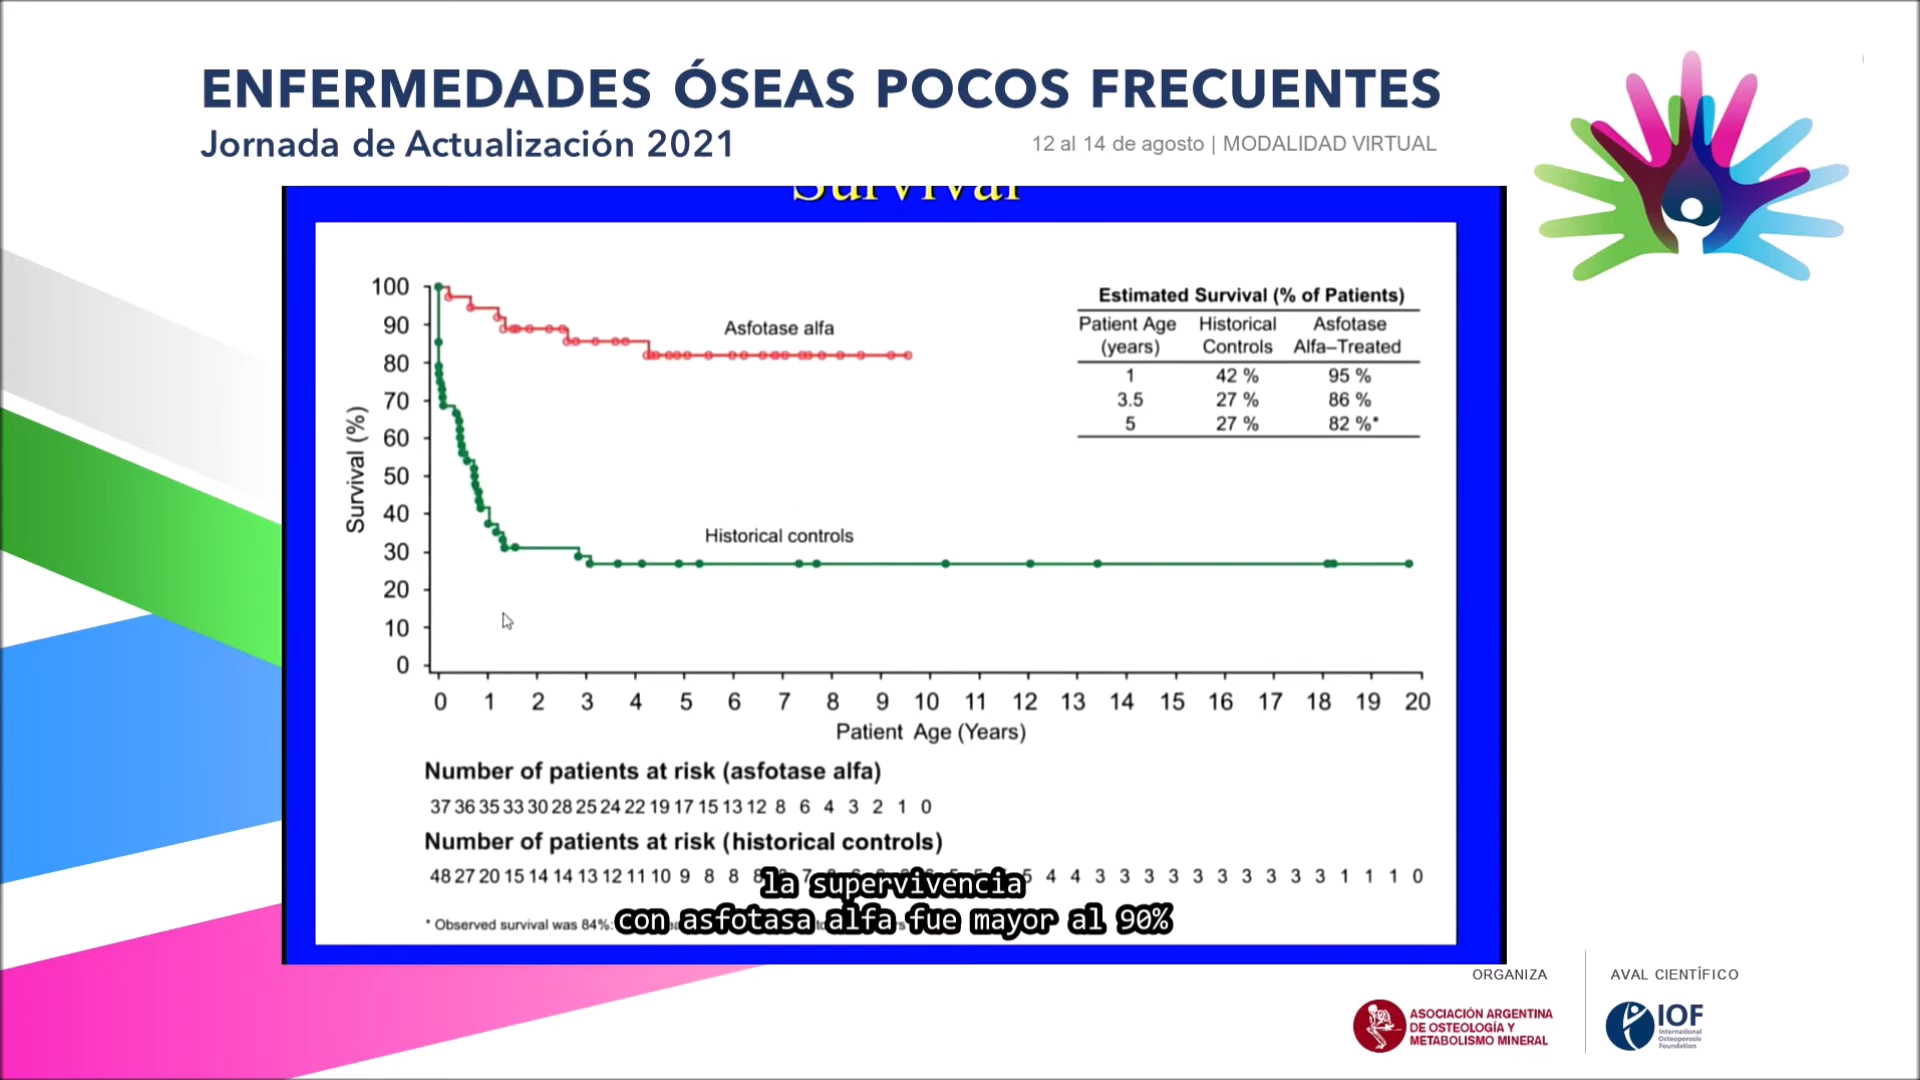 ENFERMEDADES ÓSEAS POCOS FRECUENTES
Jornada de Actualización 2021
12 al 14 de agosto | MODALIDAD VIRTUAL
Survival
Estimated Survival (% of Patients)
Patient Age (years) Historical Controls Asfotase Alfa–Treated
1 42 % 95 %
3.5 27 % 86 %
5 27 % 82 %*
Survival (%)
100
90
80
70
60
50
40
30
20
10
0
Asfotase alfa
Historical controls
0 1 2 3 4 5 6 7 8 9 10 11 12 13 14 15 16 17 18 19 20
Patient Age (Years)
Number of patients at risk (asfotase alfa)
37 36 35 33 30 28 25 24 22 19 17 15 13 12 8 6 4 3 2 1 0
Number of patients at risk (historical controls)
48 27 20 15 14 14 13 12 11 10 9 8 8 8 7 5 4 4 3 3 3 3 3 3 3 3 3 3 1 1 1 0
* Observed survival was 84%:
la supervivencia
con asfotasa alfa fue mayor al 90%
ORGANIZA
AVAL CIENTÌFICO
ASOCIACIÓN ARGENTINA
DE OSTEOLOGÍA Y
METABOLISMO MINERAL
IOF
International
Osteoporosis
Foundation